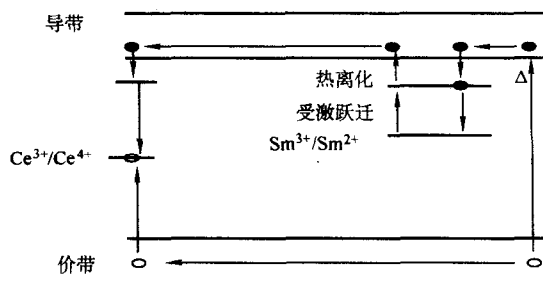 导带
热离化
Δ
受激跃迁
Sm³⁺/Sm²⁺
Ce³⁺/Ce⁴⁺
价带